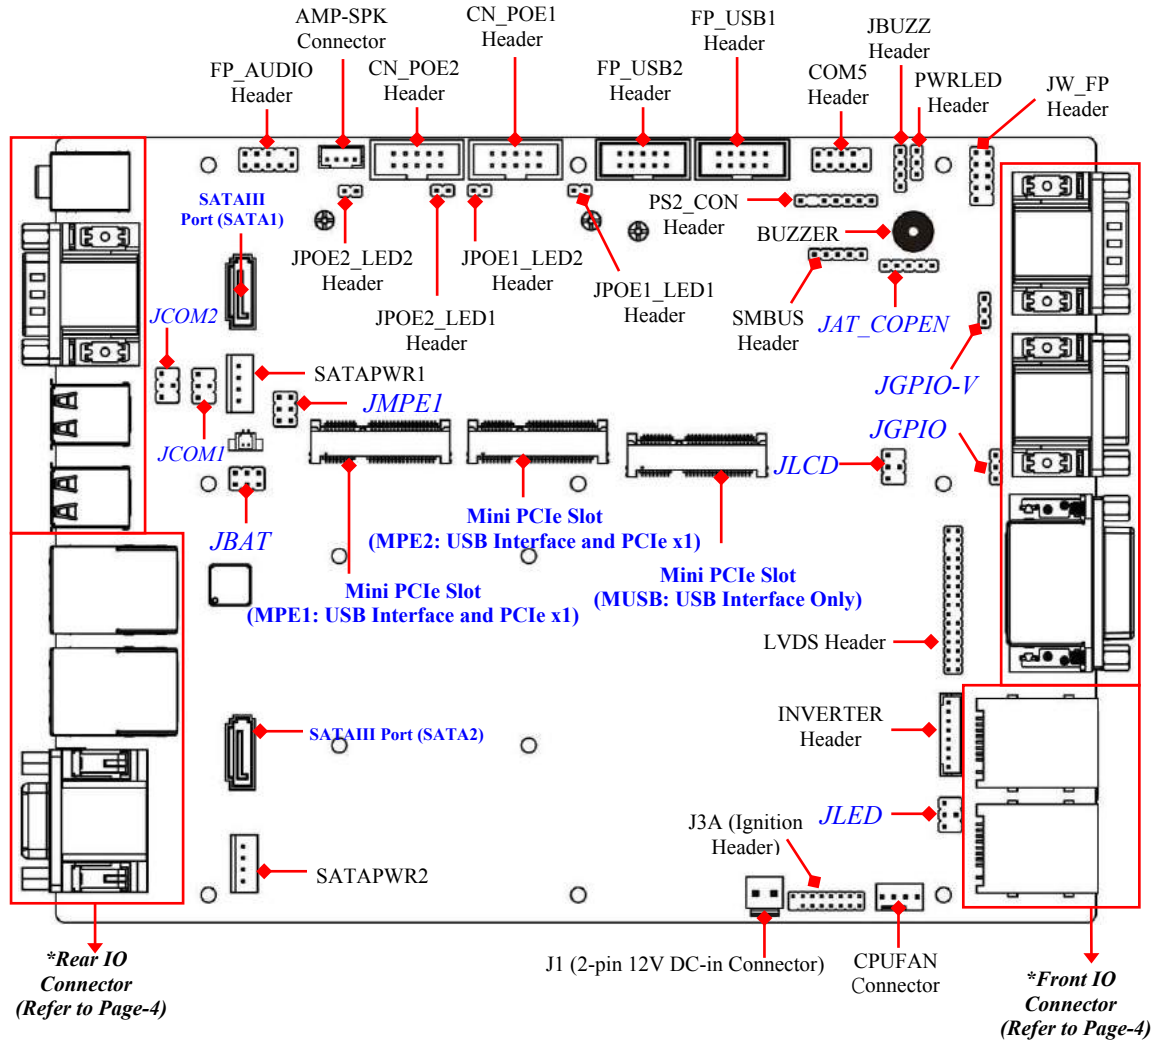 AMP-SPK
Connector
CN_POE1
Header
FP_USB1
Header
JBUZZ
Header
FP_AUDIO
Header
CN_POE2
Header
FP_USB2
Header
COM5
Header
PWRLED
Header
JW_FP
Header
SATAIII
Port (SATA1)
PS2_CON
Header
BUZZER
JPOE2_LED2
Header
JPOE1_LED2
Header
JPOE1_LED1
Header
JPOE2_LED1
Header
SMBUS
Header
JAT_COPEN
JCOM2
SATAPWR1
JMPE1
JGPIO-V
JGPIO
JCOM1
JLCD
JBAT
Mini PCIe Slot
(MPE2: USB Interface and PCIe x1)
Mini PCIe Slot
(MPE1: USB Interface and PCIe x1)
Mini PCIe Slot
(MUSB: USB Interface Only)
LVDS Header
INVERTER
Header
SATAIII Port (SATA2)
J3A (Ignition
Header)
JLED
SATAPWR2
J1 (2-pin 12V DC-in Connector)
CPUFAN
Connector
*Rear IO
Connector
(Refer to Page-4)
*Front IO
Connector
(Refer to Page-4)